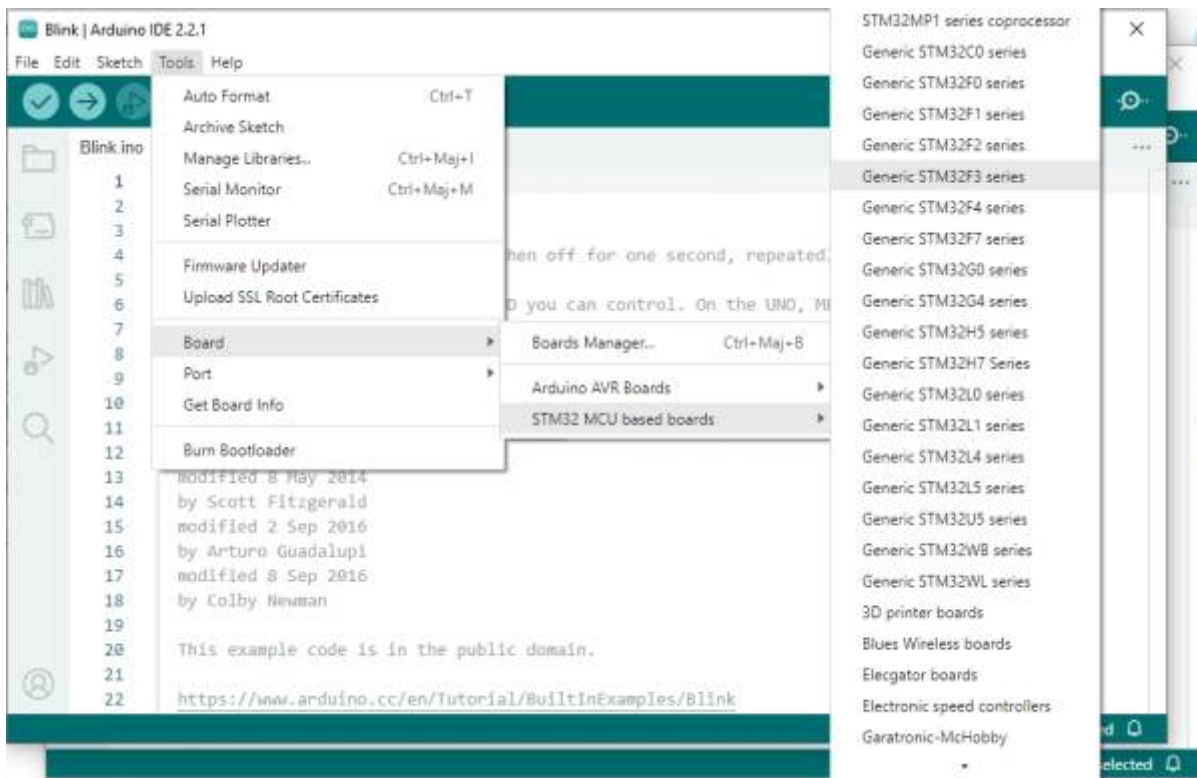 Blink | Arduino IDE 2.2.1
File Edit Sketch Tools Help
Auto Format Ctrl+T
Archive Sketch
Manage Libraries... Ctrl+Maj+I
Serial Monitor Ctrl+Maj+M
Serial Plotter
Firmware Updater
Upload SSL Root Certificates
Board
Port
Get Board Info
Burn Bootloader
Boards Manager... Ctrl+Maj+B
Arduino AVR Boards
STM32 MCU based boards
STM32MP1 series coprocessor
Generic STM32C0 series
Generic STM32F0 series
Generic STM32F1 series
Generic STM32F2 series
Generic STM32F3 series
Generic STM32F4 series
Generic STM32F7 series
Generic STM32G0 series
Generic STM32G4 series
Generic STM32H5 series
Generic STM32H7 Series
Generic STM32L0 series
Generic STM32L1 series
Generic STM32L4 series
Generic STM32L5 series
Generic STM32U5 series
Generic STM32WB series
Generic STM32WL series
3D printer boards
Blues Wireless boards
Elecgator boards
Electronic speed controllers
Garatronic-McHobby
Blink.ino
1
2
3
4 hen off for one second, repeated
5
6 D you can control. On the UNO,
7
8
9
10
11
12
13 modified 8 May 2014
14 by Scott Fitzgerald
15 modified 2 Sep 2016
16 by Arturo Guadalupi
17 modified 8 Sep 2016
18 by Colby Newman
19
20 This example code is in the public domain.
21
22 https://www.arduino.cc/en/Tutorial/BuiltInExamples/Blink
elected